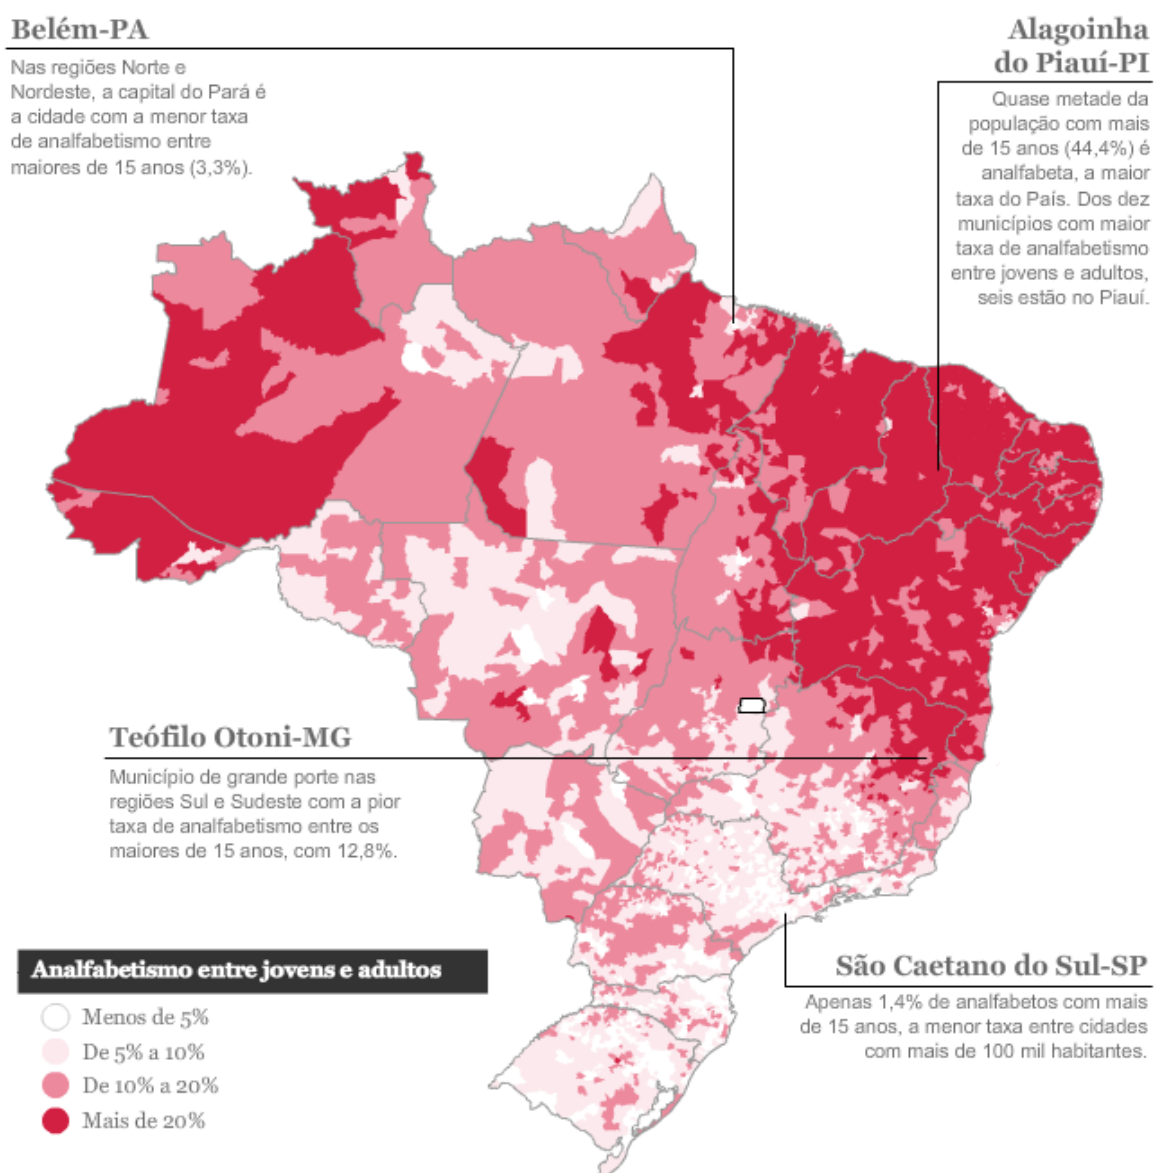 Belém-PA
Nas regiões Norte e
Nordeste, a capital do Pará é
a cidade com a menor taxa
de analfabetismo entre
maiores de 15 anos (3,3%).
Alagoinha
do Piauí-PI
Quase metade da
população com mais
de 15 anos (44,4%) é
analfabeta, a maior
taxa do País. Dos dez
municípios com maior
taxa de analfabetismo
entre jovens e adultos,
seis estão no Piauí.
Teófilo Otoni-MG
Município de grande porte nas
regiões Sul e Sudeste com a pior
taxa de analfabetismo entre os
maiores de 15 anos, com 12,8%.
São Caetano do Sul-SP
Apenas 1,4% de analfabetos com mais
de 15 anos, a menor taxa entre cidades
com mais de 100 mil habitantes.
Analfabetismo entre jovens e adultos
Menos de 5%
De 5% a 10%
De 10% a 20%
Mais de 20%